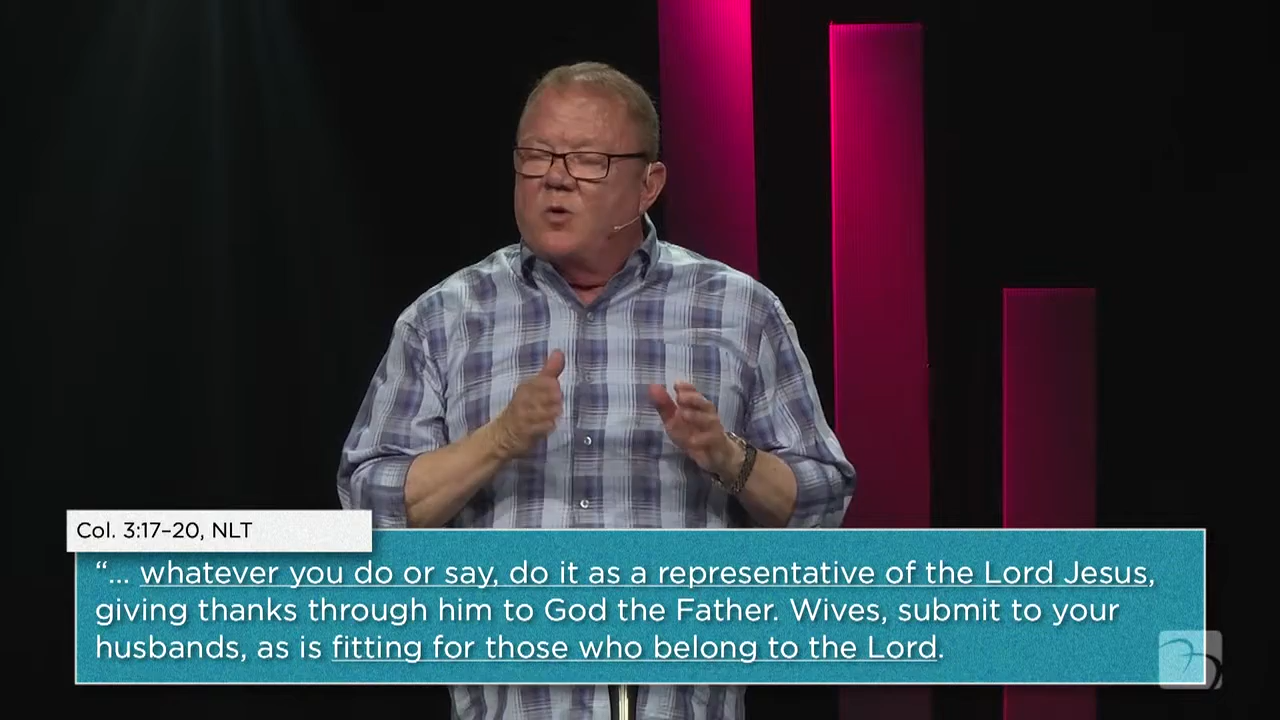 Col. 3:17–20, NLT
“... whatever you do or say, do it as a representative of the Lord Jesus,
giving thanks through him to God the Father. Wives, submit to your
husbands, as is fitting for those who belong to the Lord.